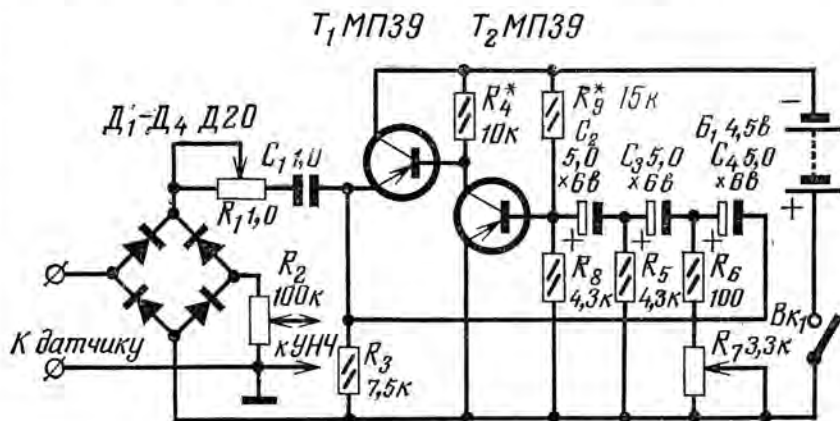 T₁ МП39 T₂ МП39
Д₁-Д₄ Д20
R₄* 10к
R₉* 15к
C₁ 1,0
R₁ 1,0
C₂ 5,0 ×6в
C₃ 5,0 ×6в
Б₁ 4,5в
C₄ 5,0 ×6в
−
+
+
+
+
R₂ 100к
R₈ 4,3к
R₅ 4,3к
R₆ 100
Вк₁
К датчику
к УНЧ
R₃ 7,5к
R₇ 3,3к